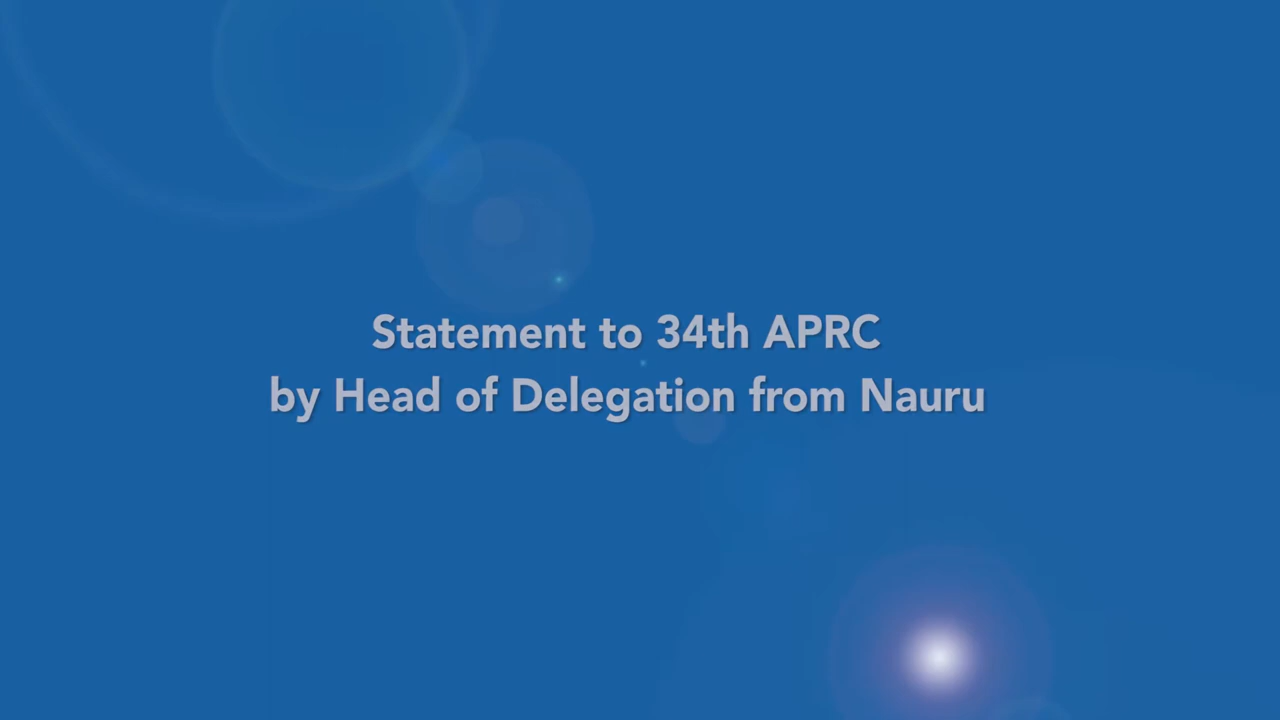 Statement to 34th APRC
by Head of Delegation from Nauru